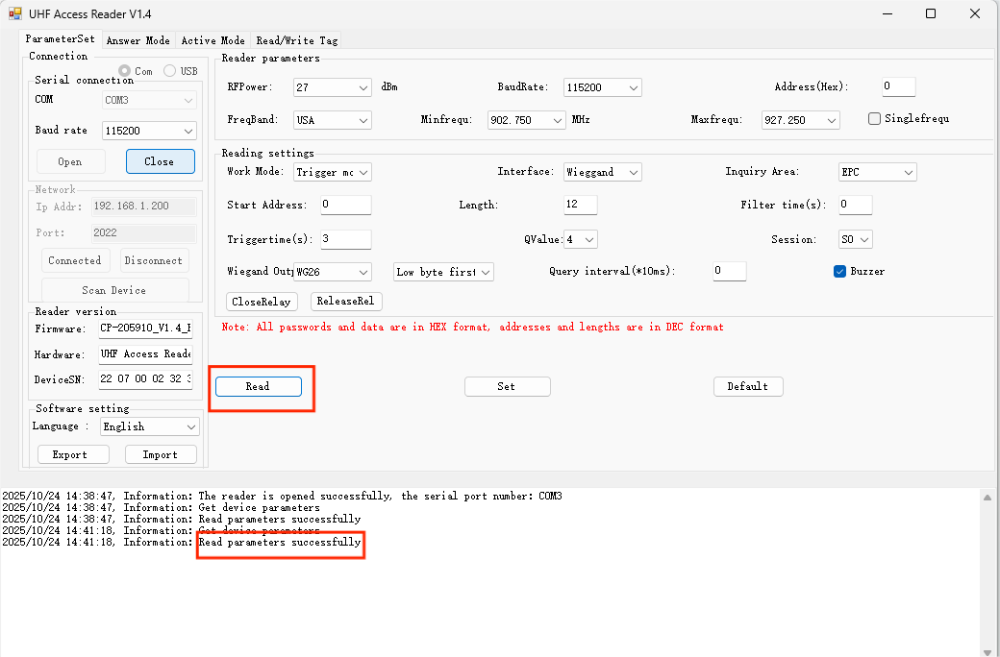 UHF Access Reader V1.4
ParameterSet Answer Mode Active Mode Read/Write Tag
Connection
Com USB
Serial connection
COM COM3
Baud rate 115200
Open Close
Network
Ip Addr: 192.168.1.200
Port: 2022
Connected Disconnect
Scan Device
Reader version
Firmware: CP-205910_V1.4_
Hardware: UHF Access Reade
DeviceSN: 22 07 00 02 32 3
Software setting
Language : English
Export Import
Reader parameters
RFPower: 27 dBm BaudRate: 115200 Address(Hex): 0
FreqBand: USA Minfrequ: 902.750 MHz Maxfrequ: 927.250 Singlefrequ
Reading settings
Work Mode: Trigger mo Interface: Wieggand Inquiry Area: EPC
Start Address: 0 Length: 12 Filter time(s): 0
Triggertime(s): 3 QValue: 4 Session: S0
Wiegand Outp WG26 Low byte first Query interval(*10ms): 0 Buzzer
CloseRelay ReleaseRel
Note: All passwords and data are in HEX format, addresses and lengths are in DEC format
Read Set Default
2025/10/24 14:38:47, Information: The reader is opened successfully, the serial port number: COM3
2025/10/24 14:38:47, Information: Get device parameters
2025/10/24 14:38:47, Information: Read parameters successfully
2025/10/24 14:41:18, Information: Get device parameters
2025/10/24 14:41:18, Information: Read parameters successfully